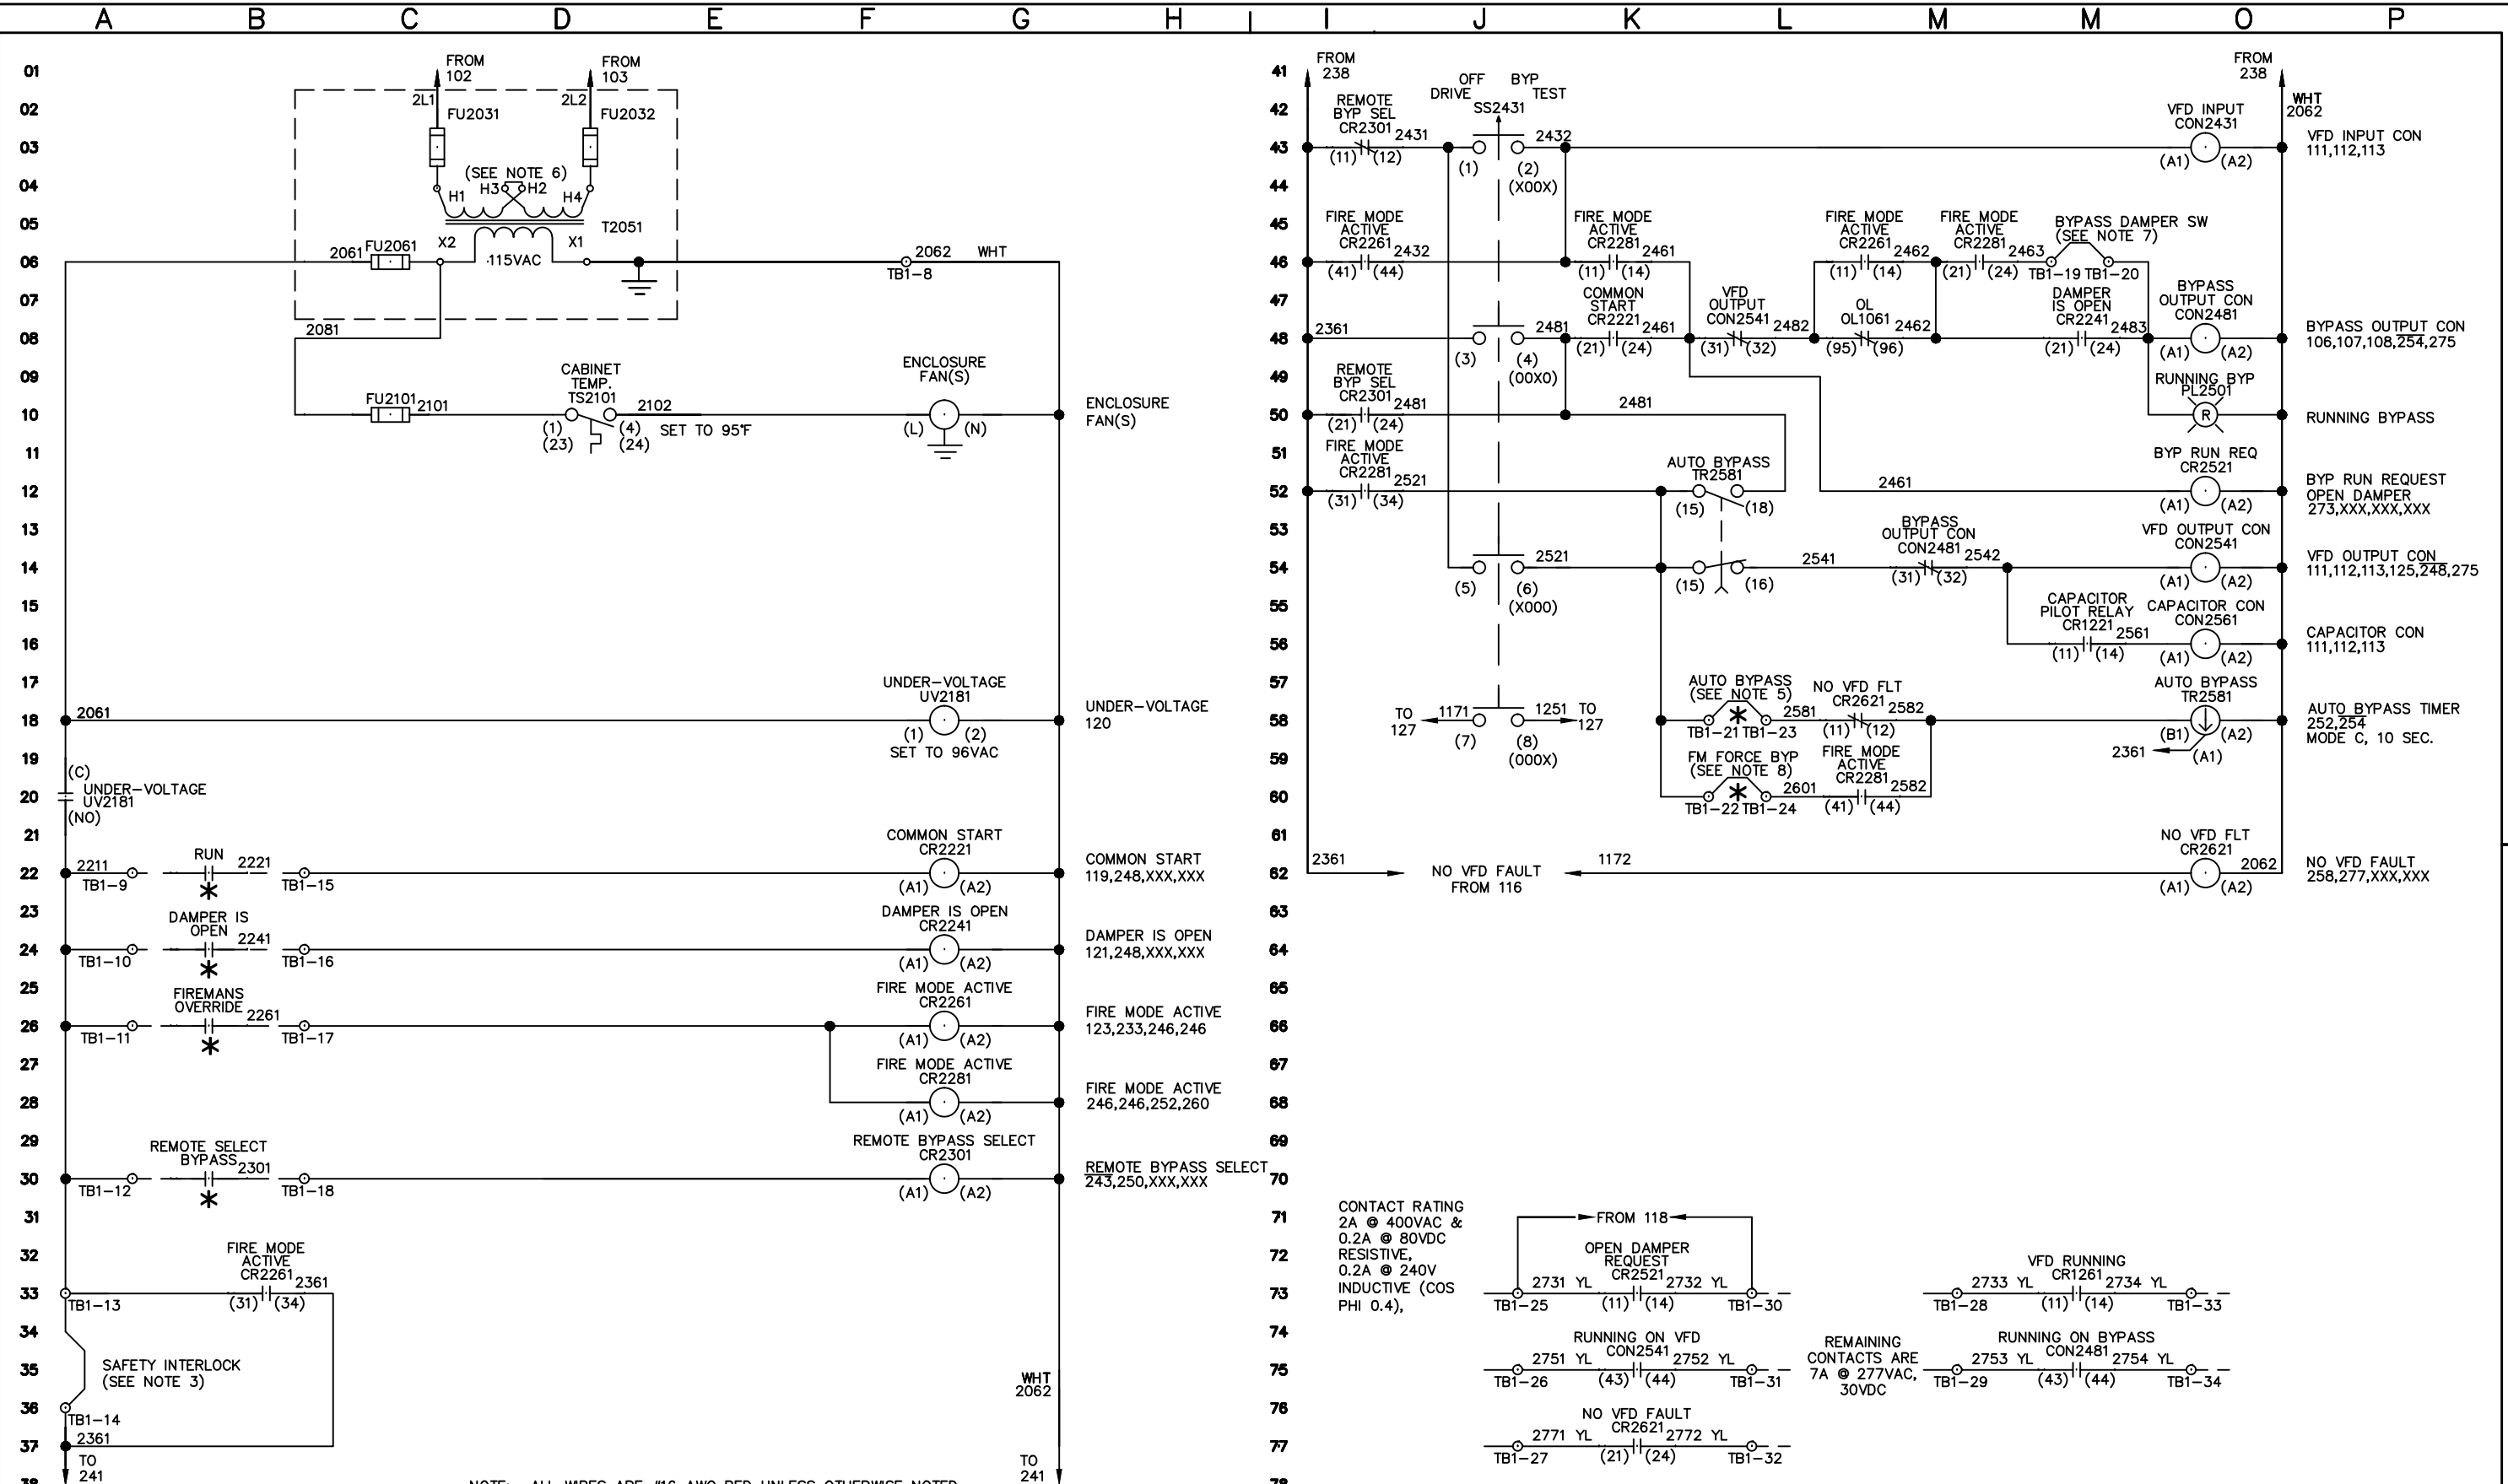 A B C D E F G H I J K L M M O P
01
02
03
04
05
06
07
08
09
10
11
12
13
14
15
16
17
18
19
20
21
22
23
24
25
26
27
28
29
30
31
32
33
34
35
36
37
38
FROM
102
FROM
103
2L1
FU2031
2L2
FU2032
(SEE NOTE 6)
H1 H3 H2 H4
T2051
2061 FU2061 X2 115VAC X1
2062 WHT
TB1-8
2081
FU2101 2101
CABINET
TEMP.
TS2101
2102
(1) (4)
(23) (24)
SET TO 95°F
ENCLOSURE
FAN(S)
(L) (N)
ENCLOSURE
FAN(S)
2061
UNDER-VOLTAGE
UV2181
(1) (2)
SET TO 96VAC
UNDER-VOLTAGE
120
(C)
UNDER-VOLTAGE
UV2181
(NO)
RUN
2211 2221
TB1-9 * TB1-15
COMMON START
CR2221
(A1) (A2)
COMMON START
119,248,XXX,XXX
DAMPER IS
OPEN
2241
TB1-10 * TB1-16
DAMPER IS OPEN
CR2241
(A1) (A2)
DAMPER IS OPEN
121,248,XXX,XXX
FIREMANS
OVERRIDE
2261
TB1-11 * TB1-17
FIRE MODE ACTIVE
CR2261
(A1) (A2)
FIRE MODE ACTIVE
123,233,246,246
FIRE MODE ACTIVE
CR2281
(A1) (A2)
FIRE MODE ACTIVE
246,246,252,260
REMOTE SELECT
BYPASS
2301
TB1-12 * TB1-18
REMOTE BYPASS SELECT
CR2301
(A1) (A2)
REMOTE BYPASS SELECT
243,250,XXX,XXX
FIRE MODE
ACTIVE
CR2261
2361
TB1-13 (31) (34)
SAFETY INTERLOCK
(SEE NOTE 3)
TB1-14
2361
TO
241
WHT
2062
TO
241
NOTE: ALL WIRES ARE #16 AWG RED UNLESS OTHERWISE NOTED
41
42
43
44
45
46
47
48
49
50
51
52
53
54
55
56
57
58
59
60
61
62
63
64
65
66
67
68
69
70
71
72
73
74
75
76
77
78
FROM
238
REMOTE
BYP SEL
CR2301
2431
(11) (12)
OFF BYP
DRIVE TEST
SS2431
2432
(1) (2)
(X00X)
FROM
238
WHT
2062
VFD INPUT
CON2431
(A1) (A2)
VFD INPUT CON
111,112,113
FIRE MODE
ACTIVE
CR2261
2432
(41) (44)
FIRE MODE
ACTIVE
CR2281
2461
(11) (14)
FIRE MODE
ACTIVE
CR2261
2462
(11) (14)
FIRE MODE
ACTIVE
CR2281
2463
(21) (24)
BYPASS DAMPER SW
(SEE NOTE 7)
TB1-19 TB1-20
2361
2481
(3) (4)
(00X0)
COMMON
START
CR2221
2461
(21) (24)
VFD
OUTPUT
CON2541
2482
(31) (32)
OL
OL1061
2462
(95) (96)
DAMPER
IS OPEN
CR2241
2483
(21) (24)
BYPASS
OUTPUT CON
CON2481
(A1) (A2)
BYPASS OUTPUT CON
106,107,108,254,275
REMOTE
BYP SEL
CR2301
2481
(21) (24)
2481
RUNNING BYP
PL2501
R
RUNNING BYPASS
FIRE MODE
ACTIVE
CR2281
2521
(31) (34)
AUTO BYPASS
TR2581
(15) (18)
2461
BYP RUN REQ
CR2521
(A1) (A2)
BYP RUN REQUEST
OPEN DAMPER
273,XXX,XXX,XXX
2521
(5) (6)
(X000)
(15) (16)
2541
BYPASS
OUTPUT CON
CON2481
2542
(31) (32)
VFD OUTPUT CON
CON2541
(A1) (A2)
VFD OUTPUT CON
111,112,113,125,248,275
CAPACITOR
PILOT RELAY
CR1221
2561
(11) (14)
CAPACITOR CON
CON2561
(A1) (A2)
CAPACITOR CON
111,112,113
TO
127
1171 1251
TO
127
(7) (8)
(000X)
AUTO BYPASS
(SEE NOTE 5)
* 2581
TB1-21 TB1-23
NO VFD FLT
CR2621
2582
(11) (12)
AUTO BYPASS
TR2581
(B1) (A2)
2361 (A1)
AUTO BYPASS TIMER
252,254
MODE C, 10 SEC.
FM FORCE BYP
(SEE NOTE 8)
* 2601
TB1-22 TB1-24
FIRE MODE
ACTIVE
CR2281
2582
(41) (44)
2361
NO VFD FAULT
FROM 116
1172
NO VFD FLT
CR2621
2062
(A1) (A2)
NO VFD FAULT
258,277,XXX,XXX
CONTACT RATING
2A @ 400VAC &
0.2A @ 80VDC
RESISTIVE,
0.2A @ 240V
INDUCTIVE (COS
PHI 0.4),
FROM 118
OPEN DAMPER
REQUEST
CR2521
2731 YL 2732 YL
TB1-25 (11) (14) TB1-30
VFD RUNNING
CR1261
2733 YL 2734 YL
TB1-28 (11) (14) TB1-33
RUNNING ON VFD
CON2541
2751 YL 2752 YL
TB1-26 (43) (44) TB1-31
REMAINING
CONTACTS ARE
7A @ 277VAC,
30VDC
RUNNING ON BYPASS
CON2481
2753 YL 2754 YL
TB1-29 (43) (44) TB1-34
NO VFD FAULT
CR2621
2771 YL 2772 YL
TB1-27 (21) (24) TB1-32